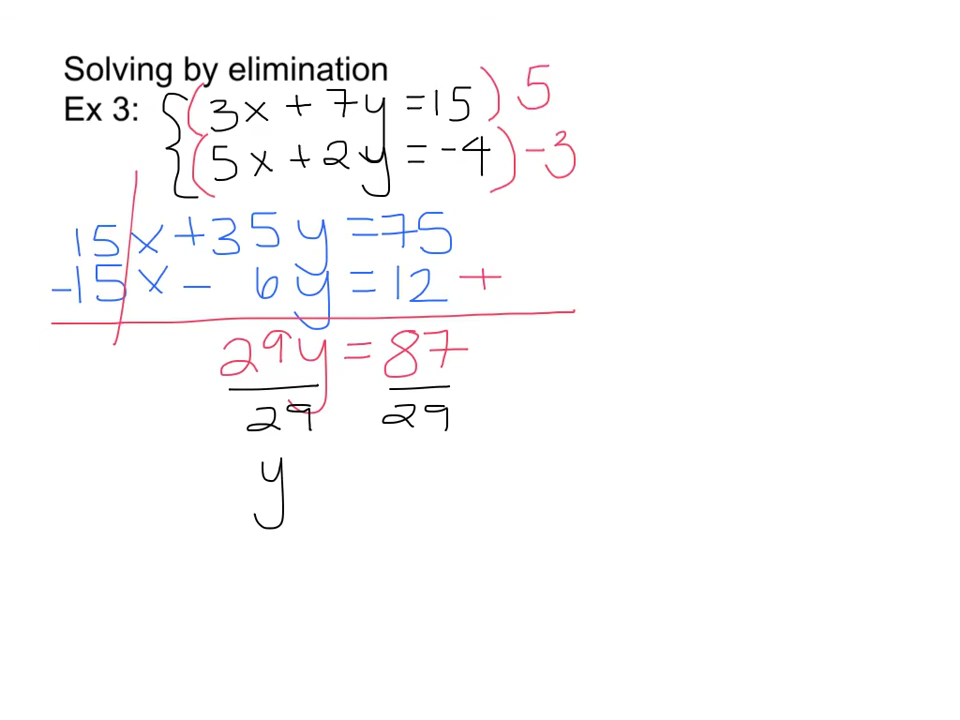 Solving by elimination
Ex 3: { (3x + 7y = 15) 5
(5x + 2y = -4) -3
15x + 35y = 75
-15x - 6y = 12 +
29y = 87
29 29
y